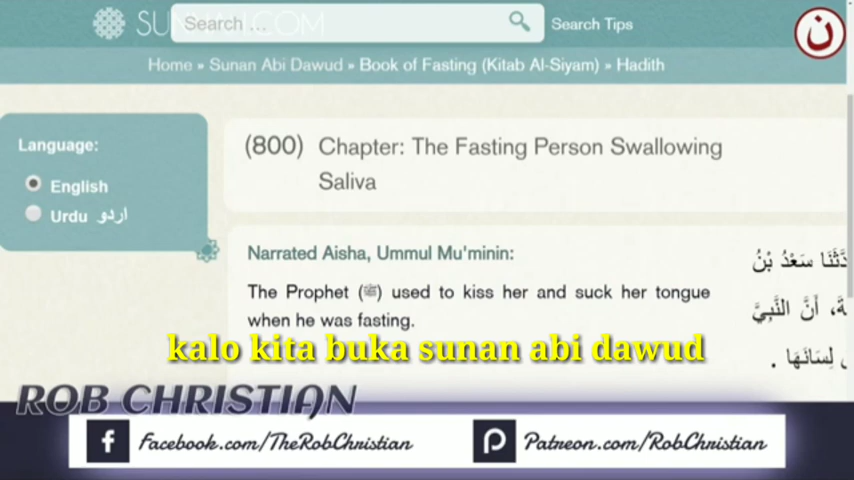 SUNNAH.COM
Search ...
Search Tips
ن
Home » Sunan Abi Dawud » Book of Fasting (Kitab Al-Siyam) » Hadith
Language:
English
Urdu اردو
(800) Chapter: The Fasting Person Swallowing
Saliva
Narrated Aisha, Ummul Mu'minin:
The Prophet (ﷺ) used to kiss her and suck her tongue
when he was fasting.
سَعْدُ بْنُ
أَنَّ النَّبِيَّ
لِسَانَهَا .
kalo kita buka sunan abi dawud
ROB CHRISTIAN
Facebook.com/TheRobChristian
Patreon.com/RobChristian